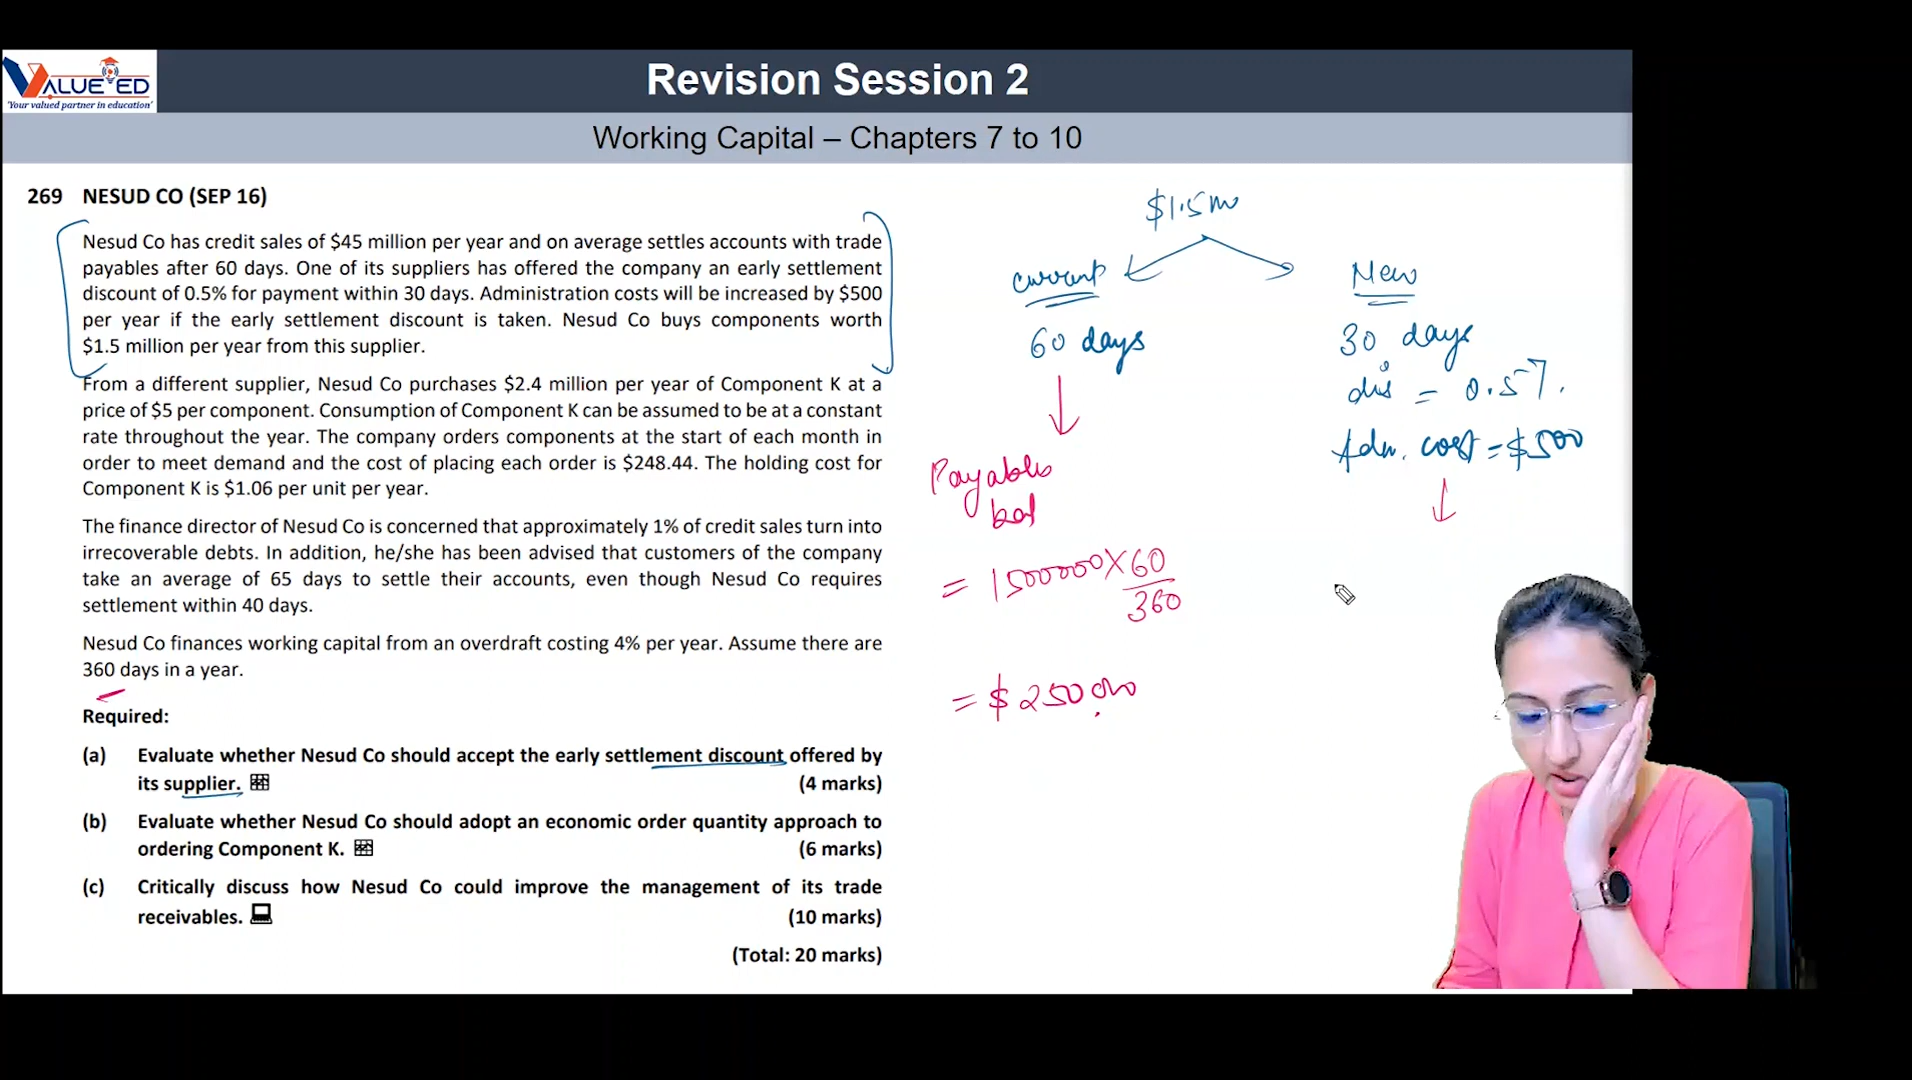 VALUE ED
'Your valued partner in education'
Revision Session 2
Working Capital – Chapters 7 to 10
269 NESUD CO (SEP 16)
Nesud Co has credit sales of $45 million per year and on average settles accounts with trade
payables after 60 days. One of its suppliers has offered the company an early settlement
discount of 0.5% for payment within 30 days. Administration costs will be increased by $500
per year if the early settlement discount is taken. Nesud Co buys components worth
$1.5 million per year from this supplier.
From a different supplier, Nesud Co purchases $2.4 million per year of Component K at a
price of $5 per component. Consumption of Component K can be assumed to be at a constant
rate throughout the year. The company orders components at the start of each month in
order to meet demand and the cost of placing each order is $248.44. The holding cost for
Component K is $1.06 per unit per year.
The finance director of Nesud Co is concerned that approximately 1% of credit sales turn into
irrecoverable debts. In addition, he/she has been advised that customers of the company
take an average of 65 days to settle their accounts, even though Nesud Co requires
settlement within 40 days.
Nesud Co finances working capital from an overdraft costing 4% per year. Assume there are
360 days in a year.
Required:
(a) Evaluate whether Nesud Co should accept the early settlement discount offered by
its supplier. (4 marks)
(b) Evaluate whether Nesud Co should adopt an economic order quantity approach to
ordering Component K. (6 marks)
(c) Critically discuss how Nesud Co could improve the management of its trade
receivables. (10 marks)
(Total: 20 marks)
$1.5m
Current
60 days
Payables
bal
= 1500000 × 60
360
= $250000
New
30 days
dis = 0.5%.
Adm. cost = $500